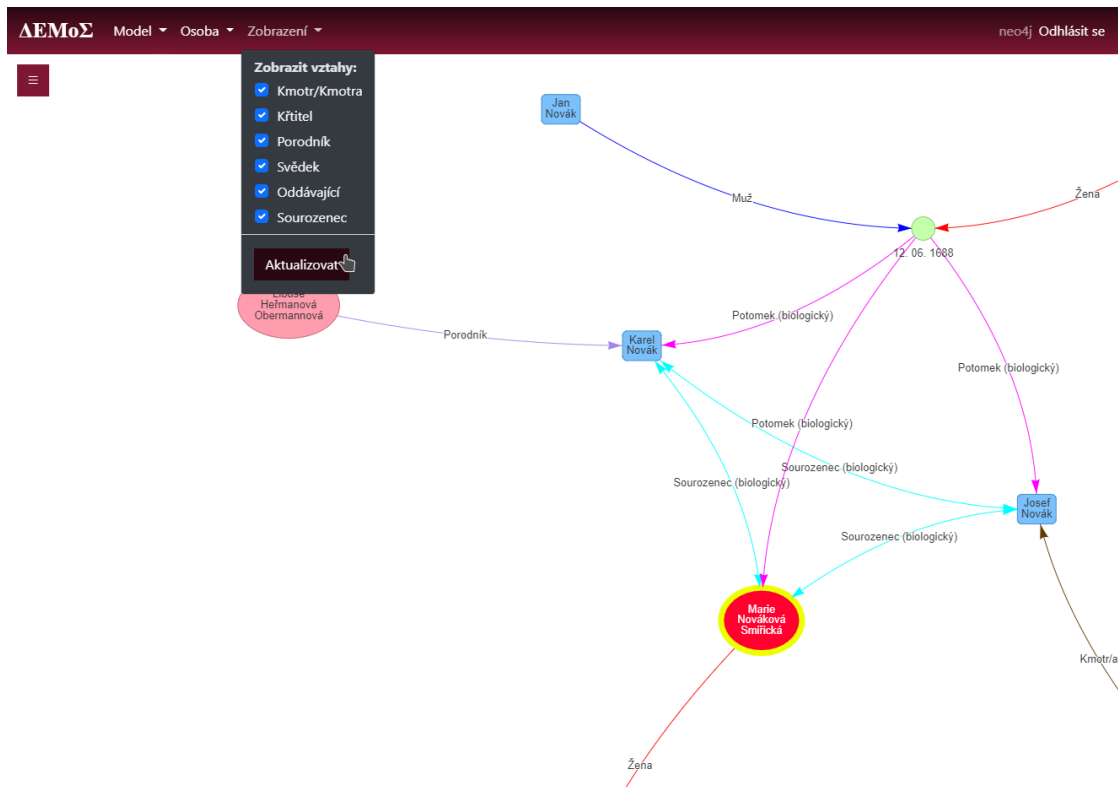 ΔEMoΣ Model Osoba Zobrazení neo4j Odhlásit se
Zobrazit vztahy:
Kmotr/Kmotra
Křtitel
Porodník
Svědek
Oddávající
Sourozenec
Aktualizovat
Jan
Novák
Muž
Žena
12. 06. 1688
Heřmanová
Obermannová
Porodník
Potomek (biologický)
Karel
Novák
Potomek (biologický)
Potomek (biologický)
Sourozenec (biologický)
Sourozenec (biologický)
Josef
Novák
Sourozenec (biologický)
Marie
Nováková
Smiřická
Kmotr/a
Žena